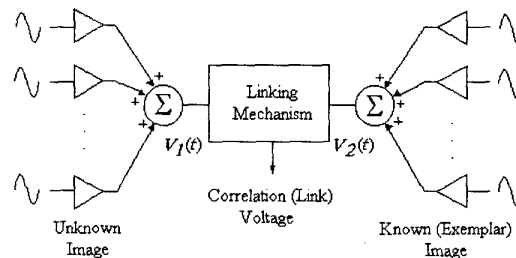 +
+
+
Σ
V1(t)
Linking
Mechanism
V2(t)
+
+
+
Σ
Correlation (Link)
Voltage
Unknown
Image
Known (Exemplar)
Image